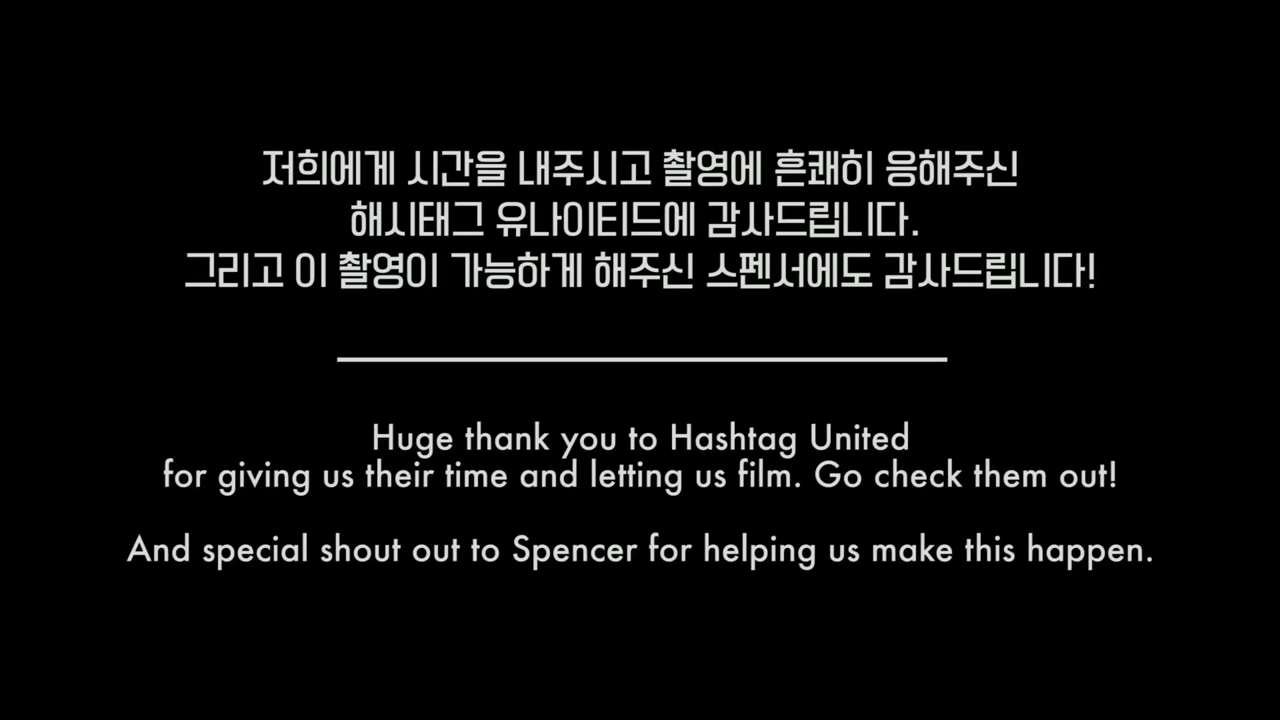 저희에게 시간을 내주시고 촬영에 흔쾌히 응해주신
해시태그 유나이티드에 감사드립니다.
그리고 이 촬영이 가능하게 해주신 스펜서에도 감사드립니다!
Huge thank you to Hashtag United
for giving us their time and letting us film. Go check them out!
And special shout out to Spencer for helping us make this happen.